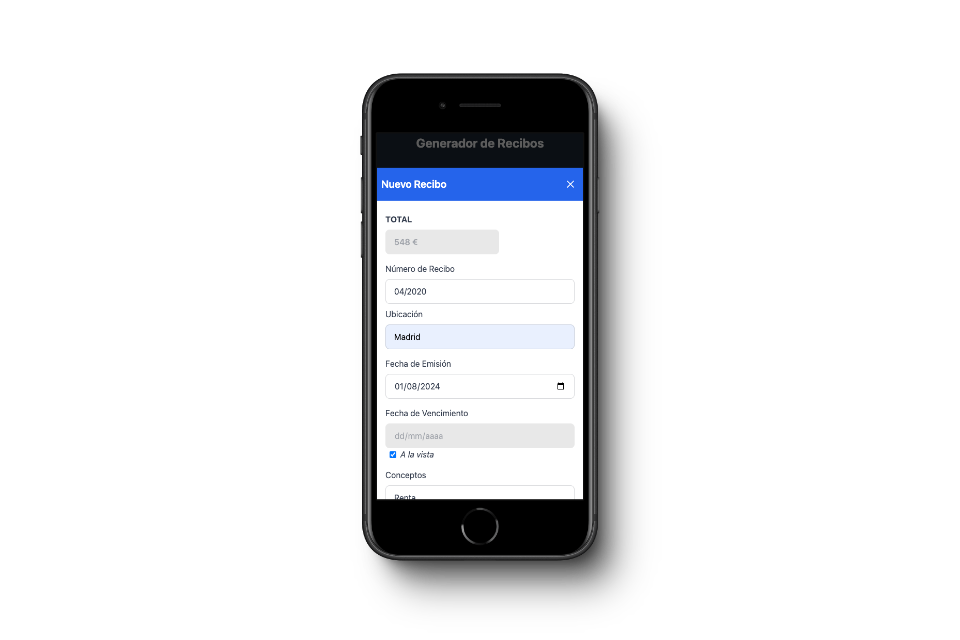 Generador de Recibos
Nuevo Recibo
TOTAL
548 €
Número de Recibo
04/2020
Ubicación
Madrid
Fecha de Emisión
01/08/2024
Fecha de Vencimiento
dd/mm/aaaa
A la vista
Conceptos
Renta